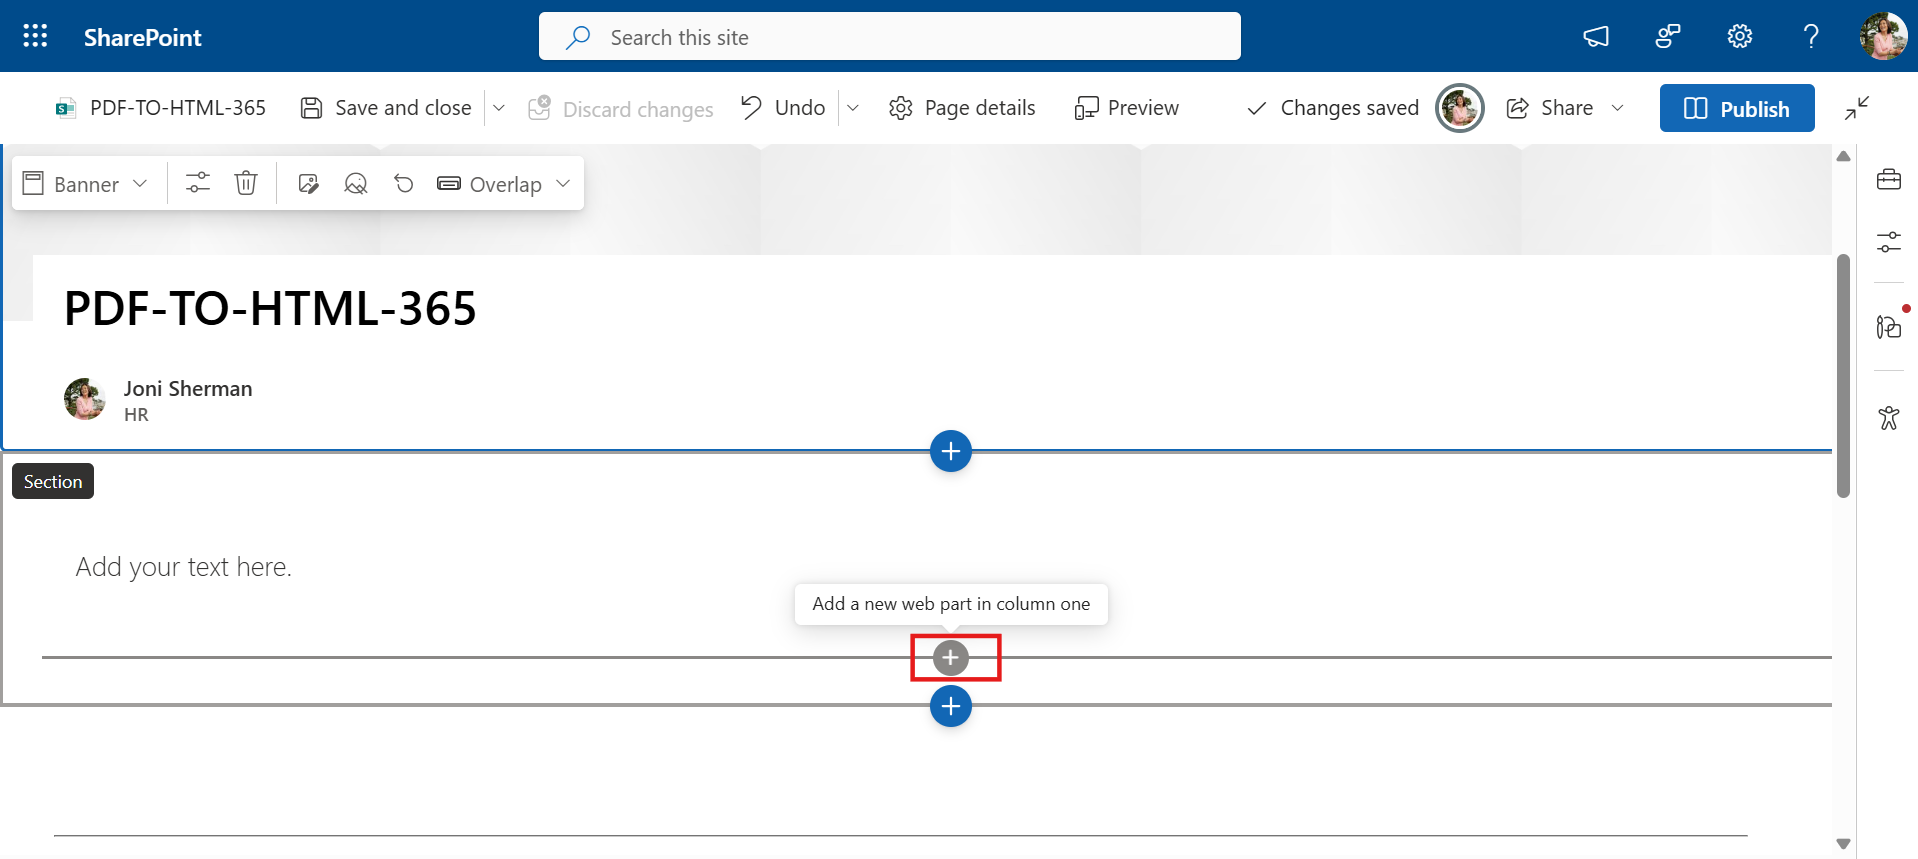 SharePoint
Search this site
PDF-TO-HTML-365
Save and close
Discard changes
Undo
Page details
Preview
Changes saved
Share
Publish
Banner
Overlap
PDF-TO-HTML-365
Joni Sherman
HR
Section
Add your text here.
Add a new web part in column one